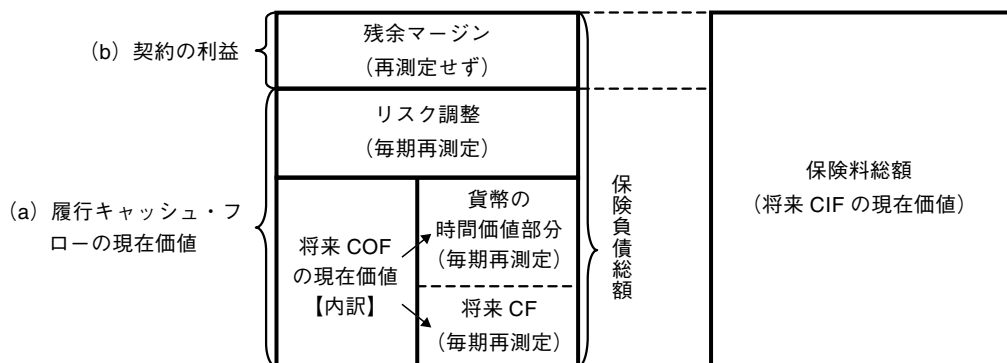 (b) 契約の利益
残余マージン
(再測定せず)
リスク調整
(毎期再測定)
(a) 履行キャッシュ・フ
ローの現在価値
将来 COF
の現在価値
【内訳】
貨幣の
時間価値部分
(毎期再測定)
将来 CF
(毎期再測定)
保険負債総額
保険料総額
(将来 CIF の現在価値)